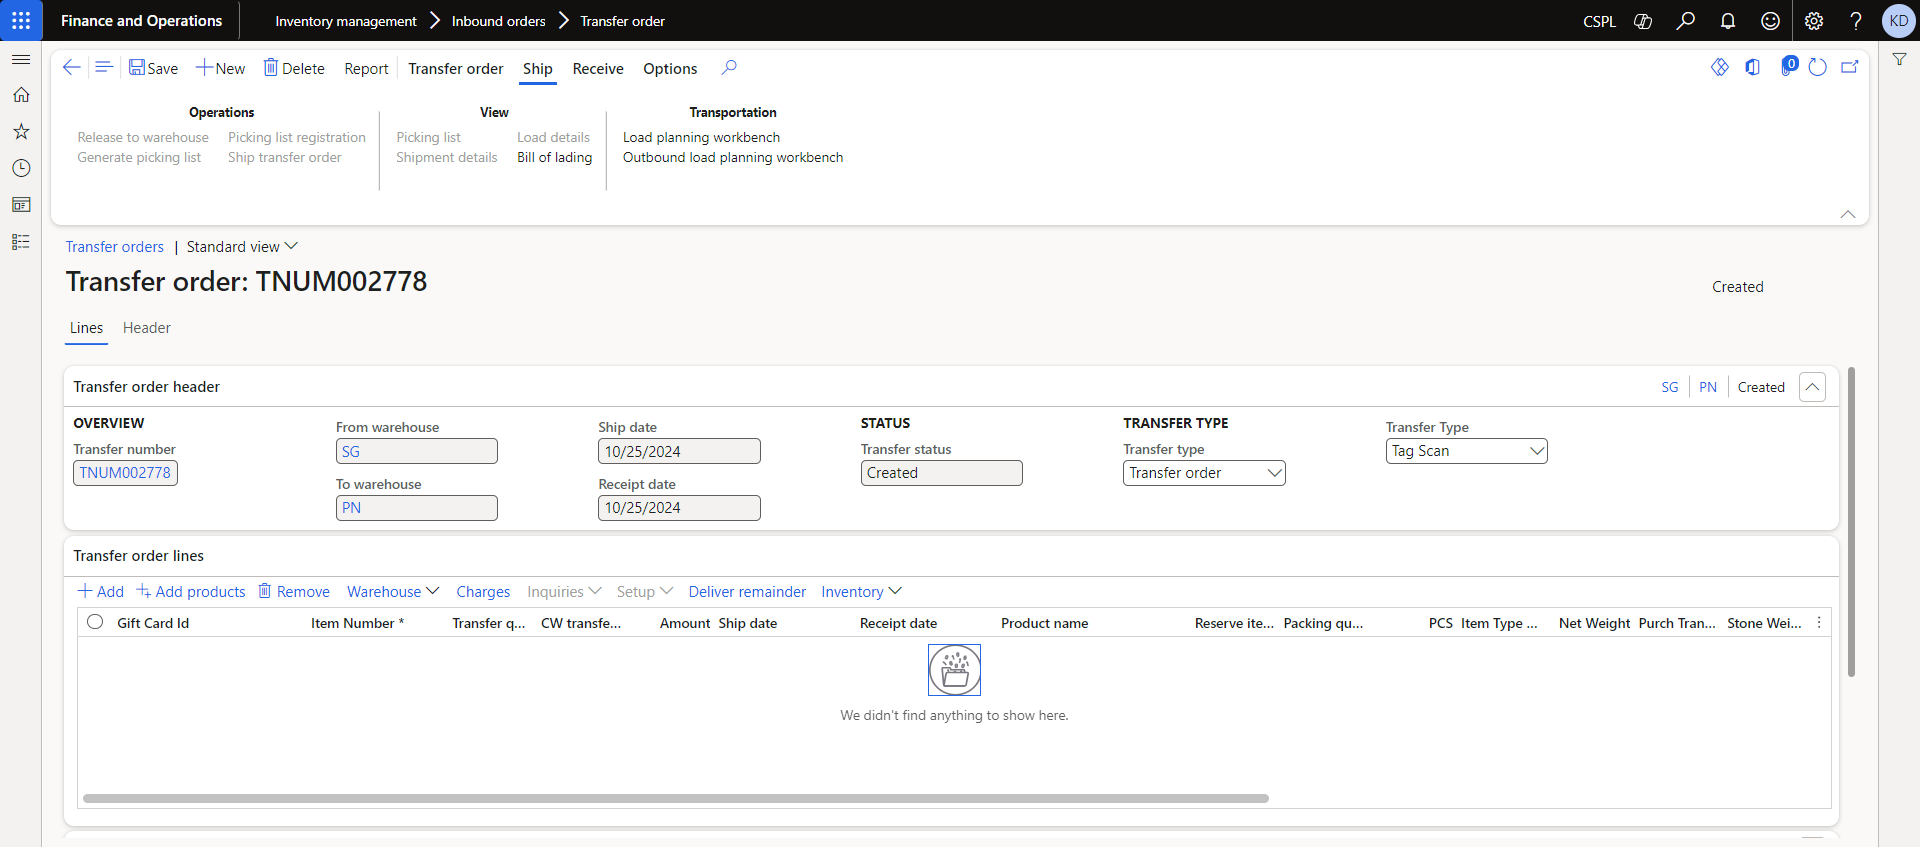 Finance and Operations
Inventory management
Inbound orders
Transfer order
CSPL
KD
Save
New
Delete
Report
Transfer order
Ship
Receive
Options
0
Operations
Release to warehouse
Picking list registration
Generate picking list
Ship transfer order
View
Picking list
Load details
Shipment details
Bill of lading
Transportation
Load planning workbench
Outbound load planning workbench
Transfer orders | Standard view
Transfer order: TNUM002778
Created
Lines
Header
Transfer order header
SG
PN
Created
OVERVIEW
Transfer number
TNUM002778
From warehouse
SG
To warehouse
PN
Ship date
10/25/2024
Receipt date
10/25/2024
STATUS
Transfer status
Created
TRANSFER TYPE
Transfer type
Transfer order
Transfer Type
Tag Scan
Transfer order lines
Add
Add products
Remove
Warehouse
Charges
Inquiries
Setup
Deliver remainder
Inventory
Gift Card Id
Item Number *
Transfer q...
CW transfe...
Amount
Ship date
Receipt date
Product name
Reserve ite...
Packing qu...
PCS
Item Type ...
Net Weight
Purch Tran...
Stone Wei...
We didn't find anything to show here.